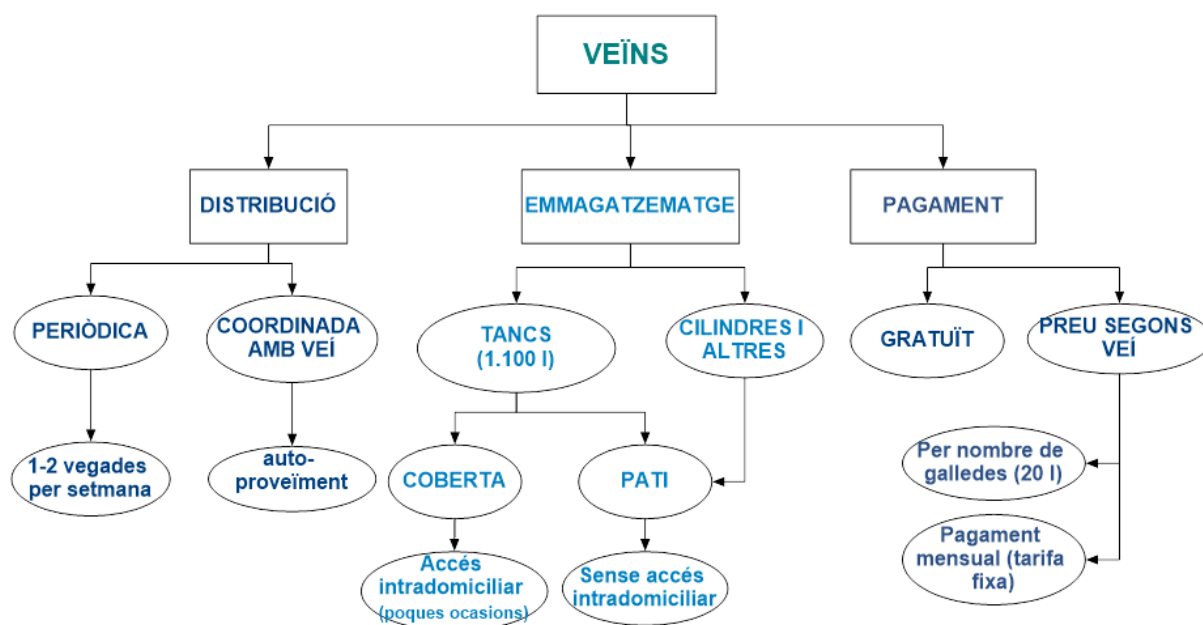 VEÏNS
DISTRIBUCIÓ
EMMAGATZEMATGE
PAGAMENT
PERIÒDICA
COORDINADA
AMB VEÍ
TANCS
(1.100 l)
CILINDRES I
ALTRES
GRATUÏT
PREU SEGONS
VEÍ
1-2 vegades
per setmana
auto-
proveïment
COBERTA
PATI
Per nombre de
galledes (20 l)
Accés
intradomiciliar
(poques ocasions)
Sense accés
intradomiciliar
Pagament
mensual (tarifa
fixa)